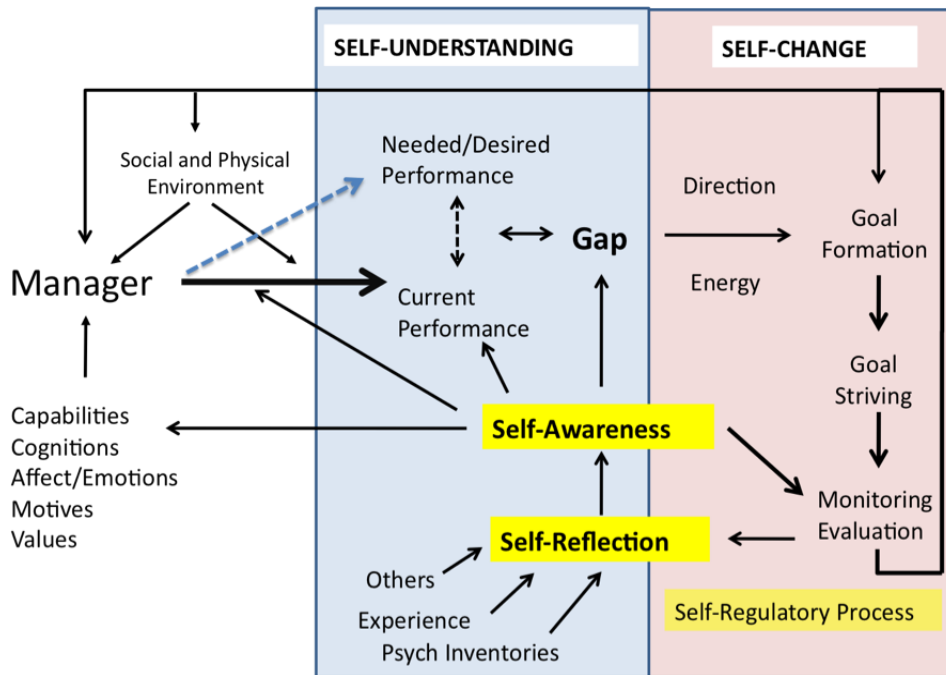 SELF-UNDERSTANDING
SELF-CHANGE
Social and Physical
Environment
Needed/Desired
Performance
Direction
Gap
Goal
Formation
Manager
Energy
Current
Performance
Goal
Striving
Capabilities
Cognitions
Affect/Emotions
Motives
Values
Self-Awareness
Monitoring
Evaluation
Self-Reflection
Others
Experience
Psych Inventories
Self-Regulatory Process